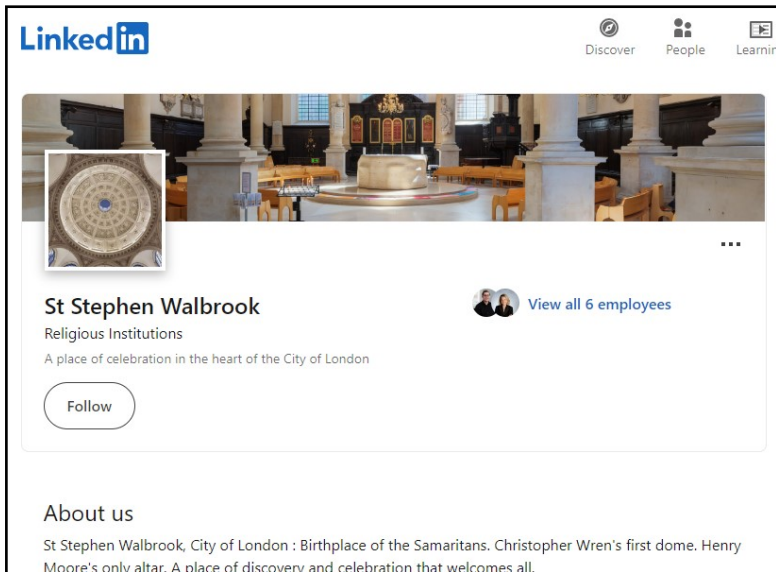 Linked in
Discover People Learnin
St Stephen Walbrook
View all 6 employees
Religious Institutions
A place of celebration in the heart of the City of London
Follow
About us
St Stephen Walbrook, City of London : Birthplace of the Samaritans. Christopher Wren's first dome. Henry
Moore's only altar. A place of discovery and celebration that welcomes all.